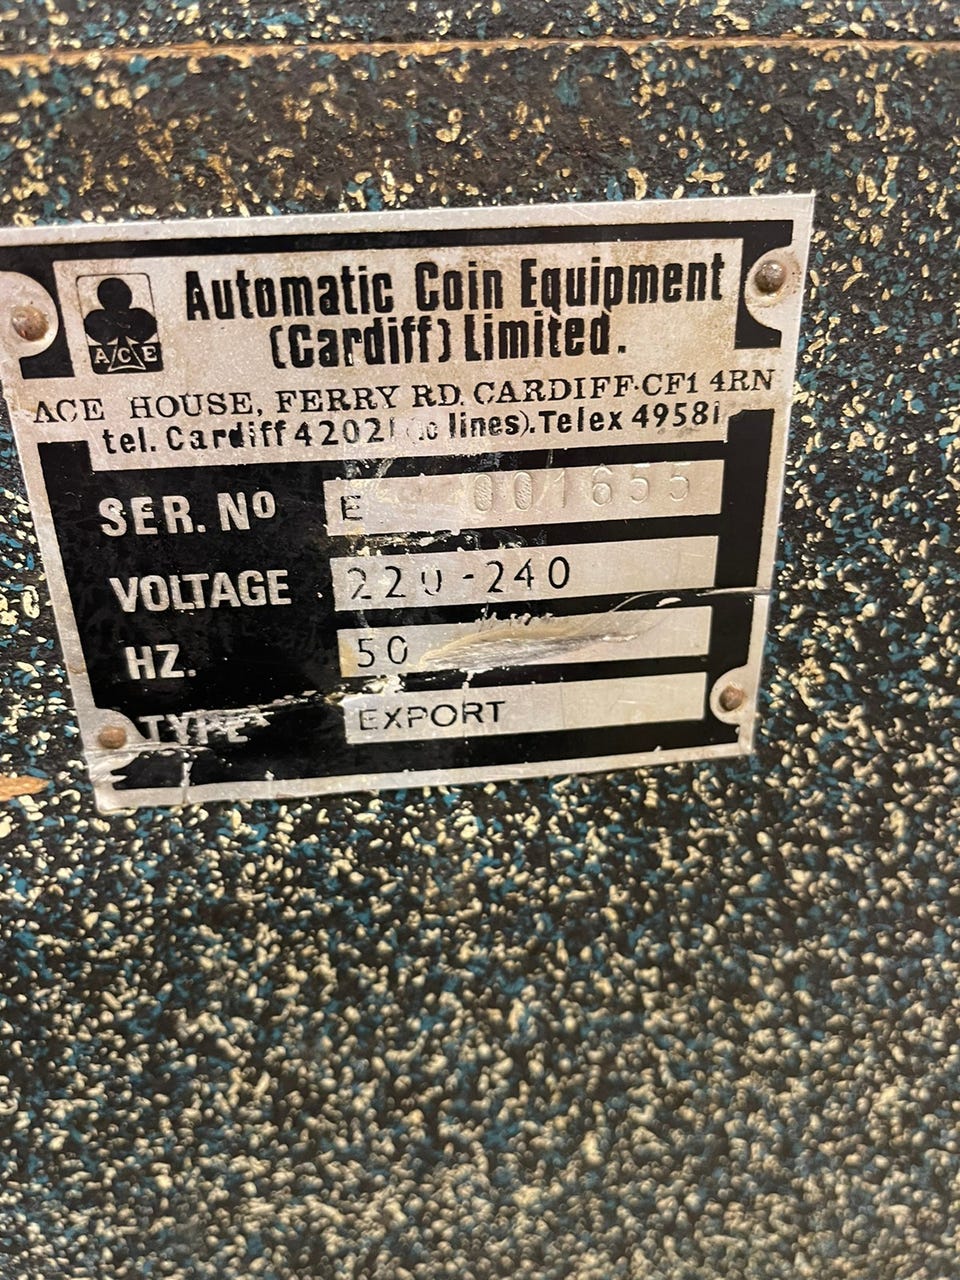 ACE
Automatic Coin Equipment
(Cardiff) Limited.
ACE HOUSE, FERRY RD. CARDIFF·CF1 4RN
tel. Cardiff 42021 (10 lines). Telex 49581
SER. Nº E 001655
VOLTAGE 220-240
HZ. 50
TYPE EXPORT